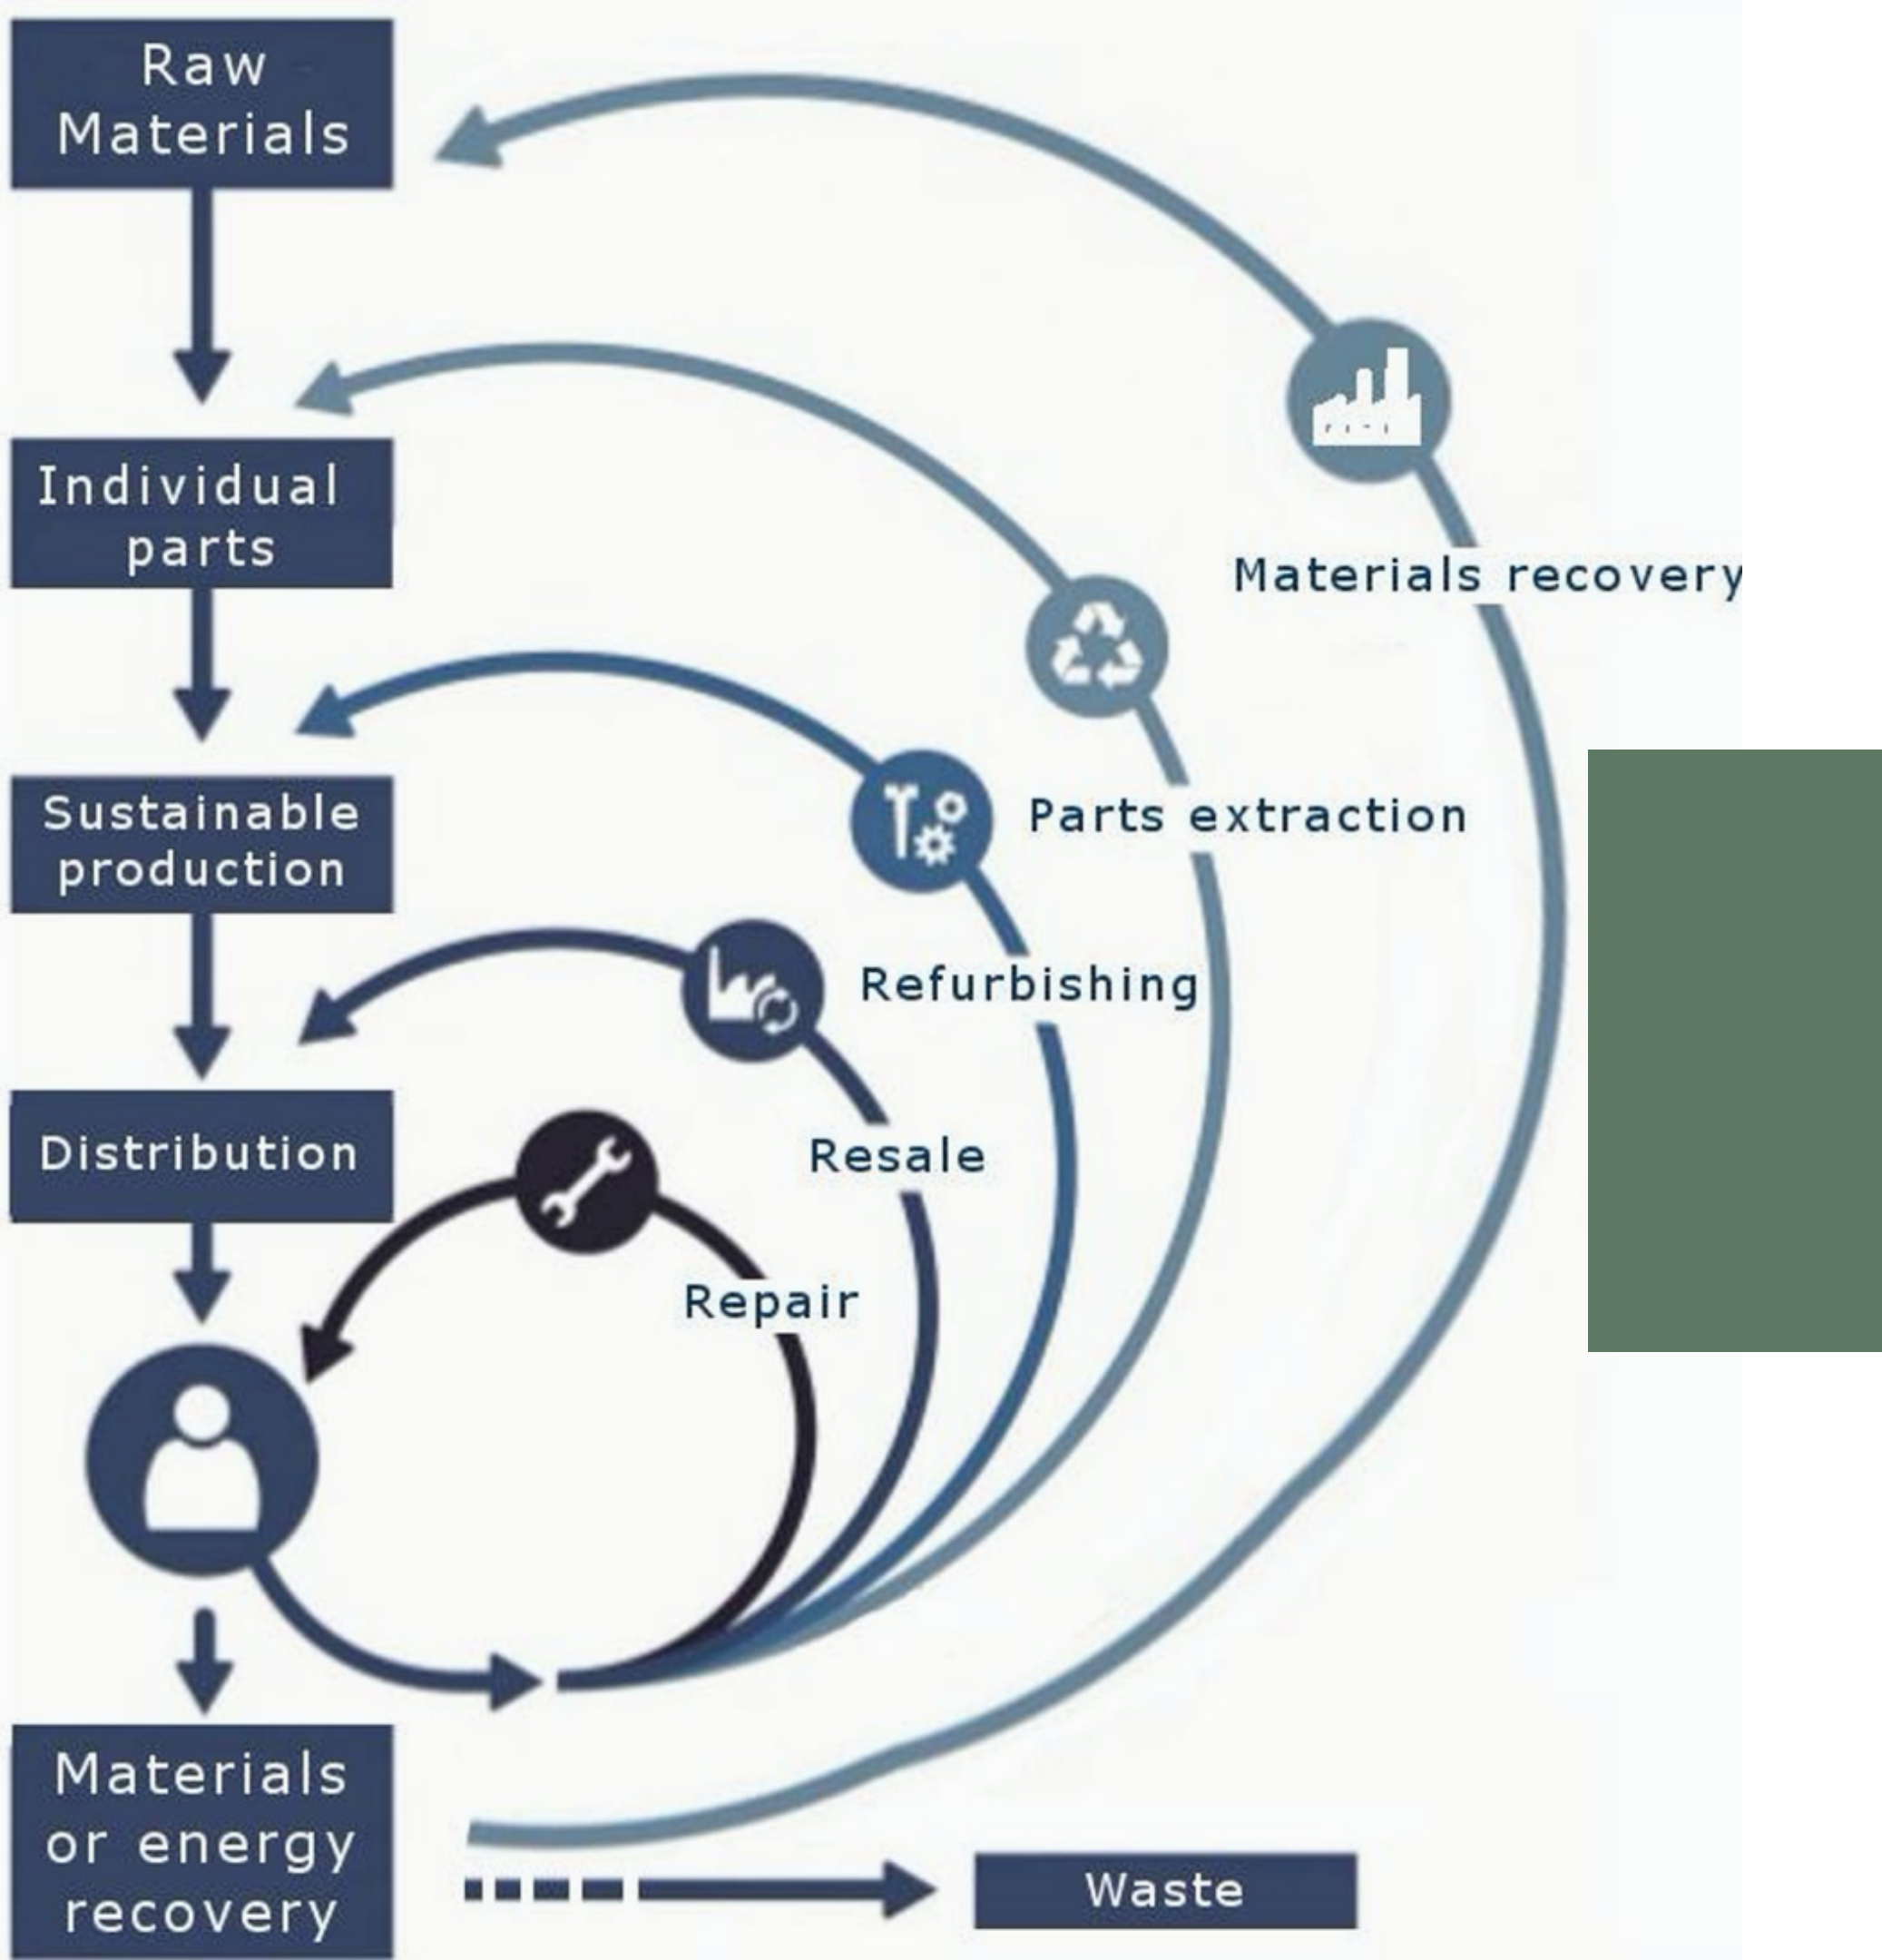 Raw
Materials
Individual
parts
Sustainable
production
Distribution
Materials
or energy
recovery
Materials recovery
Parts extraction
Refurbishing
Resale
Repair
Waste